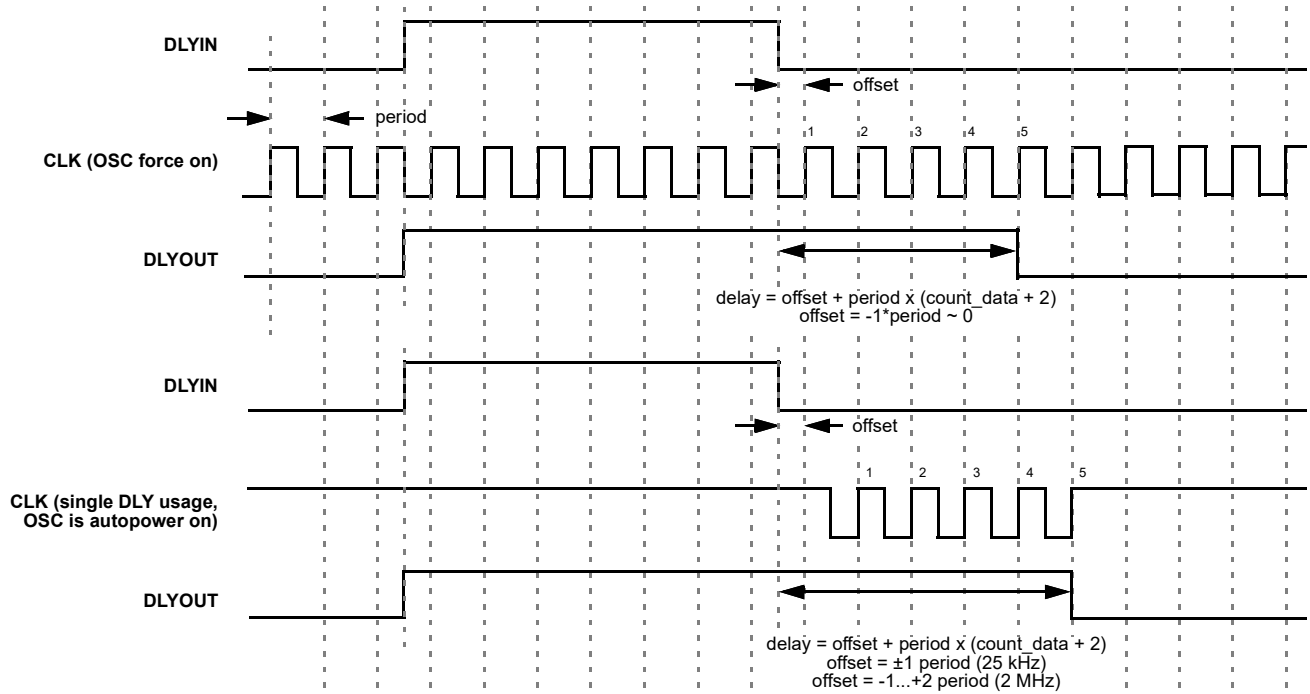 DLYIN
offset
period
1 2 3 4 5
CLK (OSC force on)
DLYOUT
delay = offset + period x (count_data + 2)
offset = -1*period ~ 0
DLYIN
offset
1 2 3 4 5
CLK (single DLY usage,
OSC is autopower on)
DLYOUT
delay = offset + period x (count_data + 2)
offset = ±1 period (25 kHz)
offset = -1...+2 period (2 MHz)